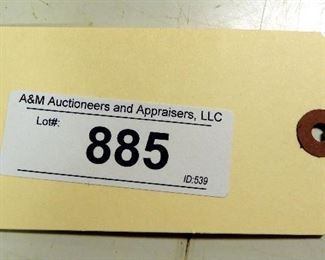 A&M Auctioneers and Appraisers, LLC
Lot#:
885
ID:539